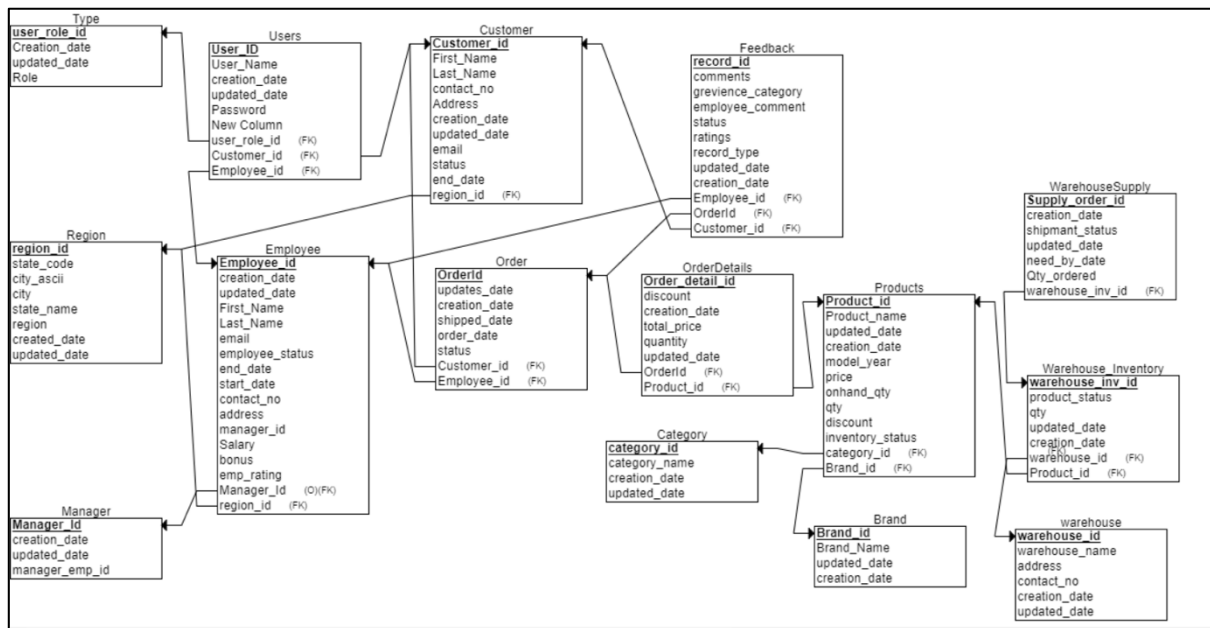 Type
user_role_id
Creation_date
updated_date
Role
Users
User_ID
User_Name
creation_date
updated_date
Password
New Column
user_role_id (FK)
Customer_id (FK)
Employee_id (FK)
Customer
Customer_id
First_Name
Last_Name
contact_no
Address
creation_date
updated_date
email
status
end_date
region_id (FK)
Feedback
record_id
comments
grevience_category
employee_comment
status
ratings
record_type
updated_date
creation_date
Employee_id (FK)
OrderId (FK)
Customer_id (FK)
WarehouseSupply
Supply_order_id
creation_date
shipmant_status
updated_date
need_by_date
Qty_ordered
warehouse_inv_id (FK)
Region
region_id
state_code
city_ascii
city
state_name
region
created_date
updated_date
Employee
Employee_id
creation_date
updated_date
First_Name
Last_Name
email
employee_status
end_date
start_date
contact_no
address
manager_id
Salary
bonus
emp_rating
Manager_Id (O)(FK)
region_id (FK)
Order
OrderId
updates_date
creation_date
shipped_date
order_date
status
Customer_id (FK)
Employee_id (FK)
OrderDetails
Order_detail_id
discount
creation_date
total_price
quantity
updated_date
OrderId (FK)
Product_id (FK)
Products
Product_id
Product_name
updated_date
creation_date
model_year
price
onhand_qty
qty
discount
inventory_status
category_id (FK)
Brand_id (FK)
Warehouse_Inventory
warehouse_inv_id
product_status
qty
updated_date
creation_date
(FK)
warehouse_id (FK)
Product_id (FK)
Category
category_id
category_name
creation_date
updated_date
Manager
Manager_Id
creation_date
updated_date
manager_emp_id
Brand
Brand_id
Brand_Name
updated_date
creation_date
warehouse
warehouse_id
warehouse_name
address
contact_no
creation_date
updated_date